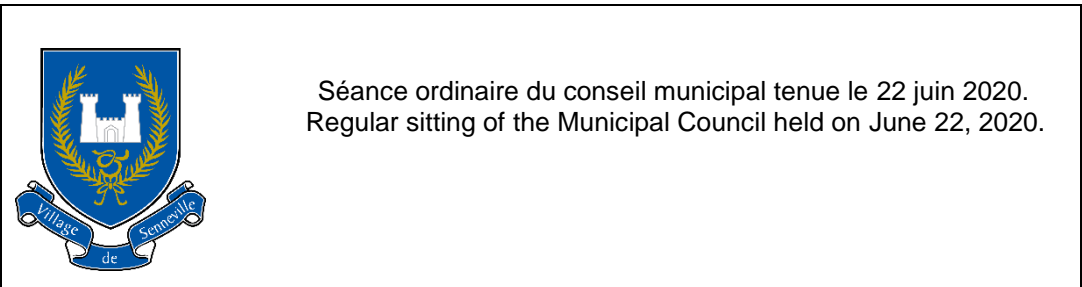 Séance ordinaire du conseil municipal tenue le 22 juin 2020.
Regular sitting of the Municipal Council held on June 22, 2020.
Village
de
Senneville